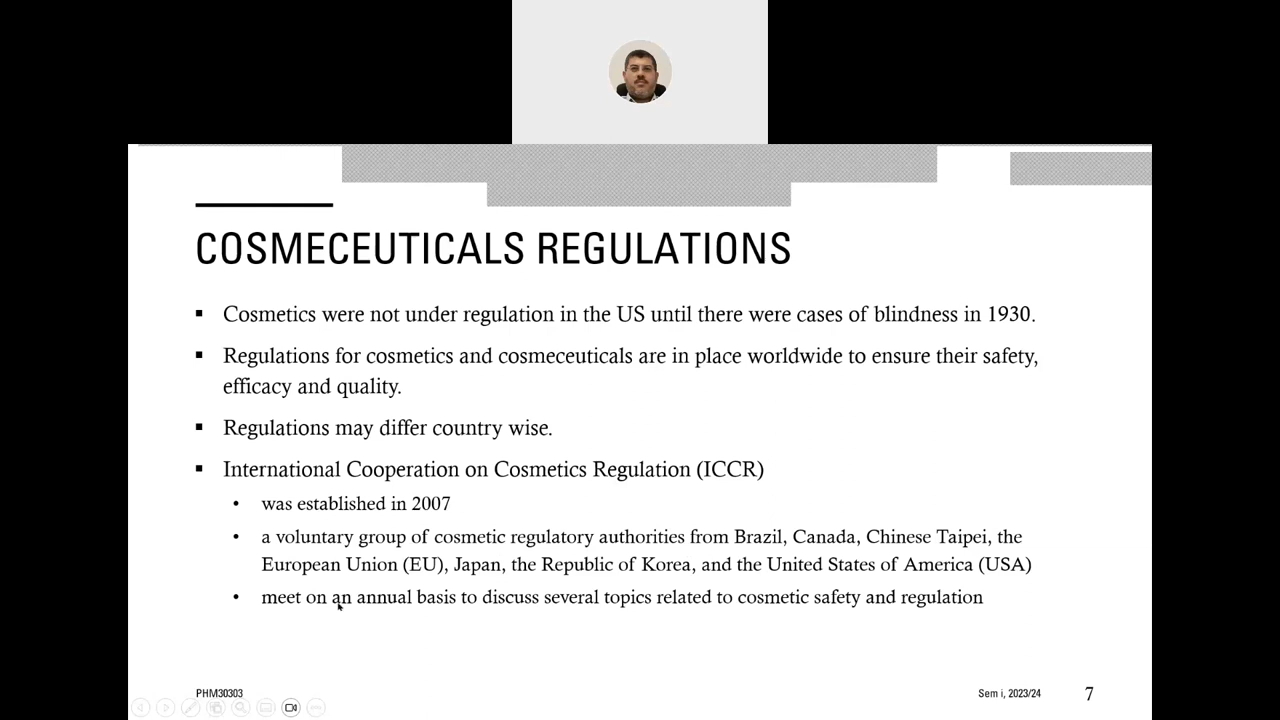 COSMECEUTICALS REGULATIONS
Cosmetics were not under regulation in the US until there were cases of blindness in 1930.
Regulations for cosmetics and cosmeceuticals are in place worldwide to ensure their safety,
efficacy and quality.
Regulations may differ country wise.
International Cooperation on Cosmetics Regulation (ICCR)
was established in 2007
a voluntary group of cosmetic regulatory authorities from Brazil, Canada, Chinese Taipei, the
European Union (EU), Japan, the Republic of Korea, and the United States of America (USA)
meet on an annual basis to discuss several topics related to cosmetic safety and regulation
PHM30303
Sem i, 2023/24
7